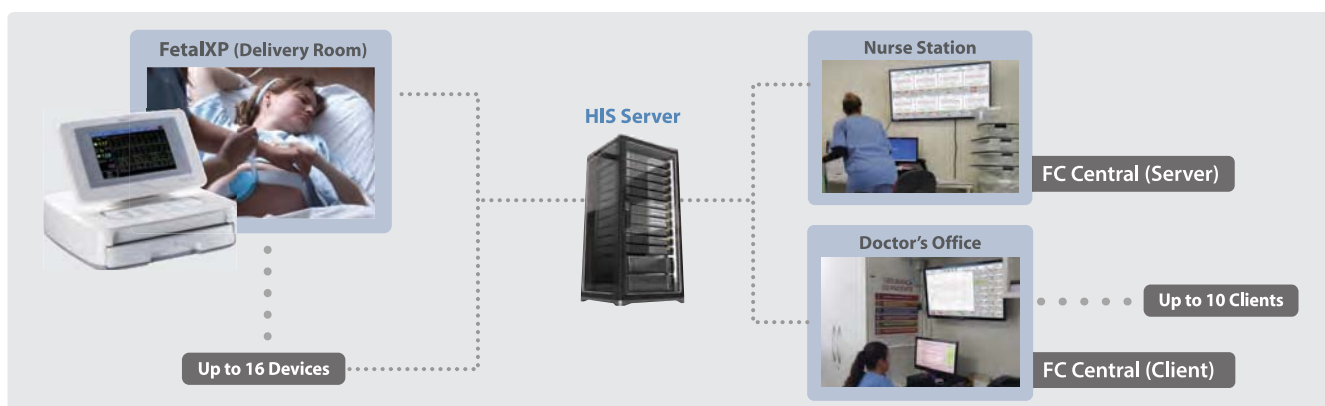 FetalXP (Delivery Room)
Up to 16 Devices
HIS Server
Nurse Station
FC Central (Server)
Doctor's Office
Up to 10 Clients
FC Central (Client)